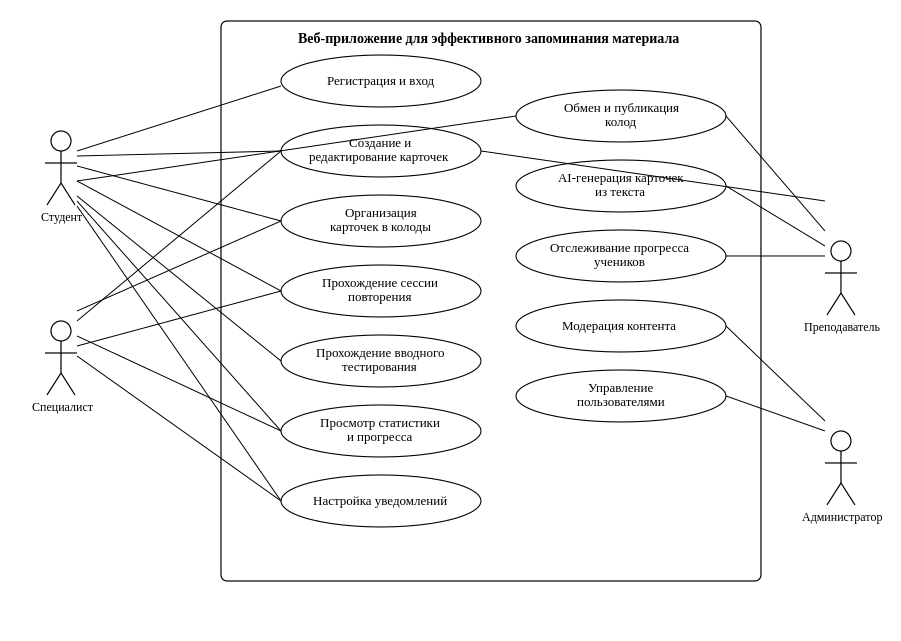 Веб-приложение для эффективного запоминания материала
Регистрация и вход
Создание и
редактирование карточек
Организация
карточек в колоды
Прохождение сессии
повторения
Прохождение вводного
тестирования
Просмотр статистики
и прогресса
Настройка уведомлений
Обмен и публикация
колод
AI-генерация карточек
из текста
Отслеживание прогресса
учеников
Модерация контента
Управление
пользователями
Студент
Специалист
Преподаватель
Администратор